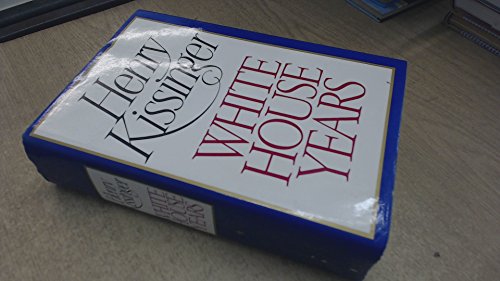 Henry
Kissinger
WHITE
HOUSE
YEARS
HENRY
KISSINGER
WHITE
HOUSE
YEARS